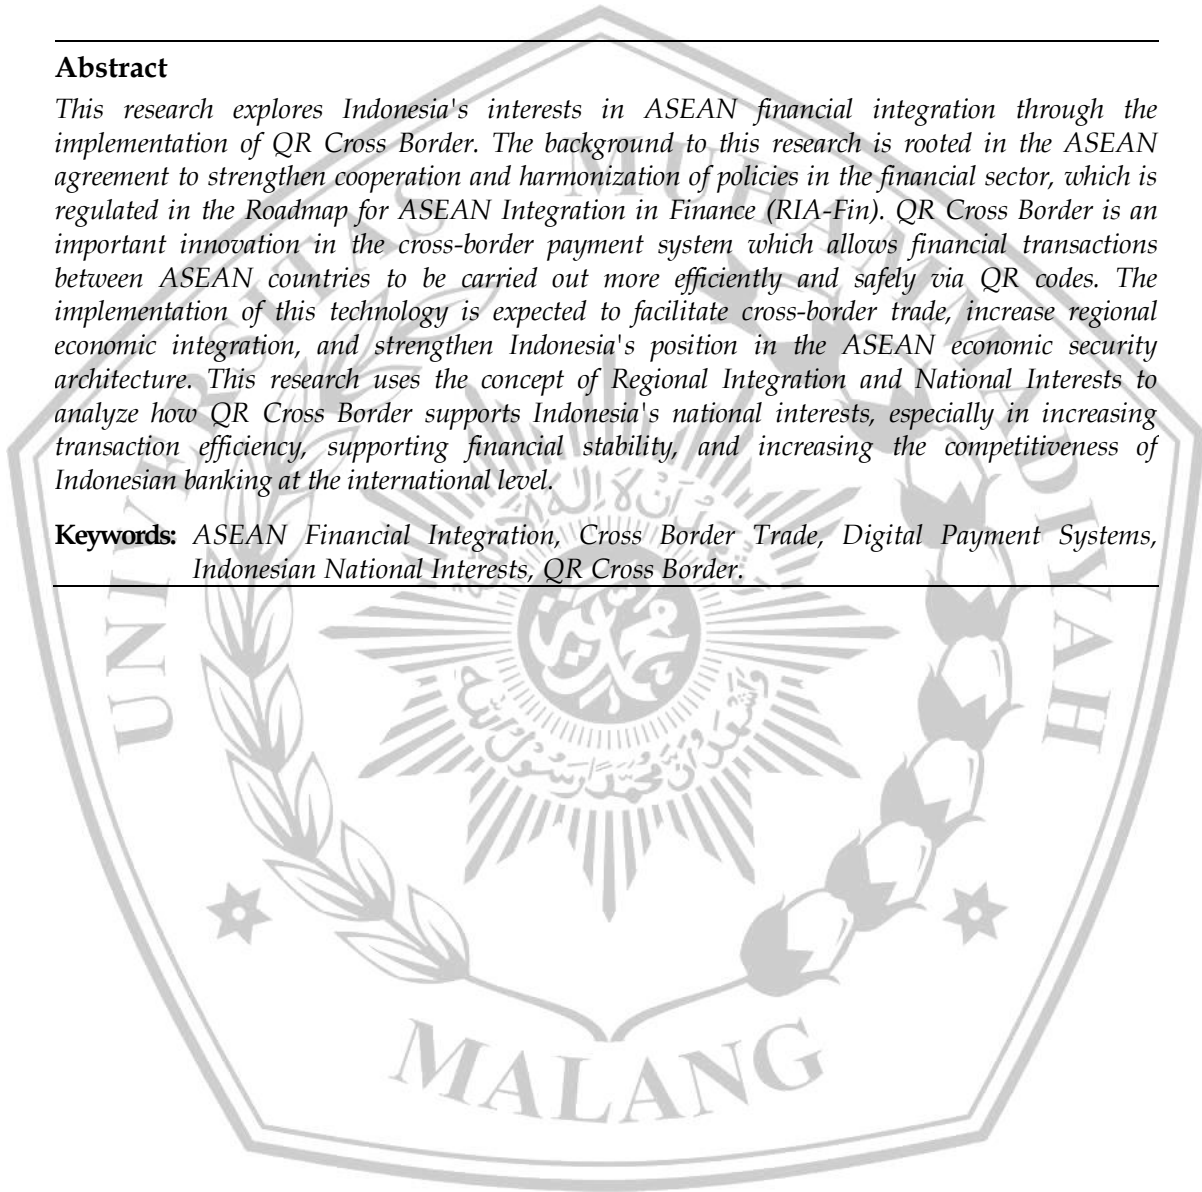 Abstract
This research explores Indonesia's interests in ASEAN financial integration through the
implementation of QR Cross Border. The background to this research is rooted in the ASEAN
agreement to strengthen cooperation and harmonization of policies in the financial sector, which is
regulated in the Roadmap for ASEAN Integration in Finance (RIA-Fin). QR Cross Border is an
important innovation in the cross-border payment system which allows financial transactions
between ASEAN countries to be carried out more efficiently and safely via QR codes. The
implementation of this technology is expected to facilitate cross-border trade, increase regional
economic integration, and strengthen Indonesia's position in the ASEAN economic security
architecture. This research uses the concept of Regional Integration and National Interests to
analyze how QR Cross Border supports Indonesia's national interests, especially in increasing
transaction efficiency, supporting financial stability, and increasing the competitiveness of
Indonesian banking at the international level.
Keywords: ASEAN Financial Integration, Cross Border Trade, Digital Payment Systems,
Indonesian National Interests, QR Cross Border.
UNIVERSITAS MUHAMMADIYAH
MALANG